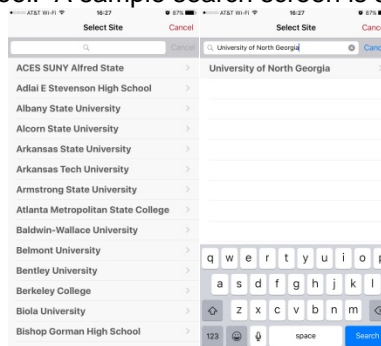 A sample search screen is
AT&T Wi-Fi 16:27 87%
Select Site Cancel
Cancel
ACES SUNY Alfred State
Adlai E Stevenson High School
Albany State University
Alcorn State University
Arkansas State University
Arkansas Tech University
Armstrong State University
Atlanta Metropolitan State College
Baldwin-Wallace University
Belmont University
Bentley University
Berkeley College
Biola University
Bishop Gorman High School
AT&T Wi-Fi 16:27 87%
Select Site
University of North Georgia
University of North Georgia
q w e r t y u i o p
a s d f g h j k l
z x c v b n m
123 space Search